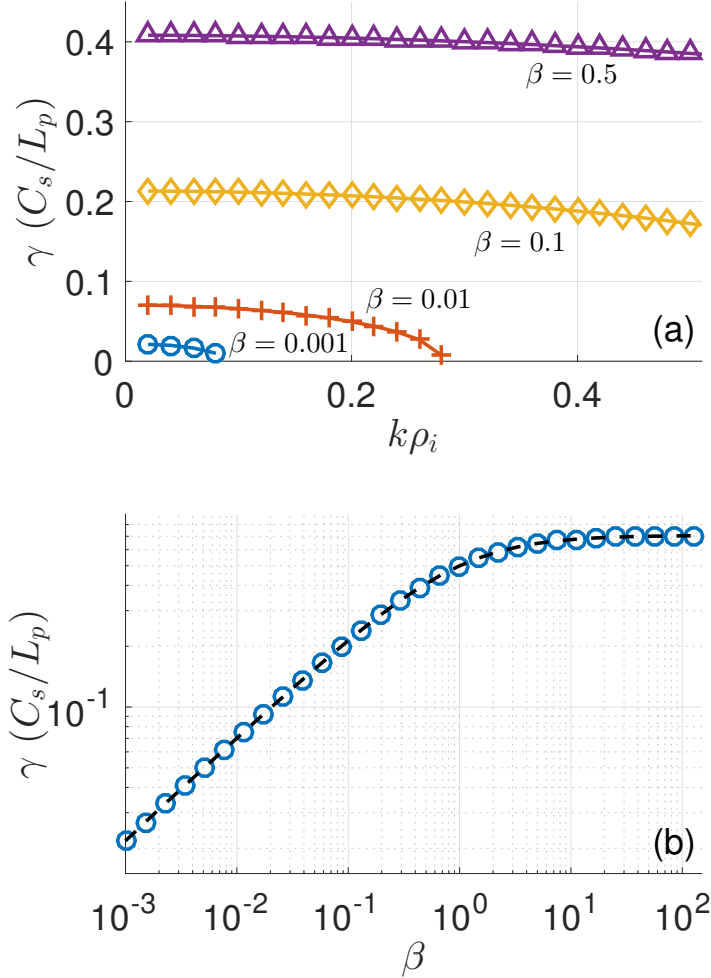 0.4
β = 0.5
0.3
γ (C_s/L_p)
0.2
β = 0.1
0.1
β = 0.01
(a)
β = 0.001
0
0 0.2 0.4
kρ_i
γ (C_s/L_p)
10^{-1}
(b)
10^{-3} 10^{-2} 10^{-1} 10^{0} 10^{1} 10^{2}
β